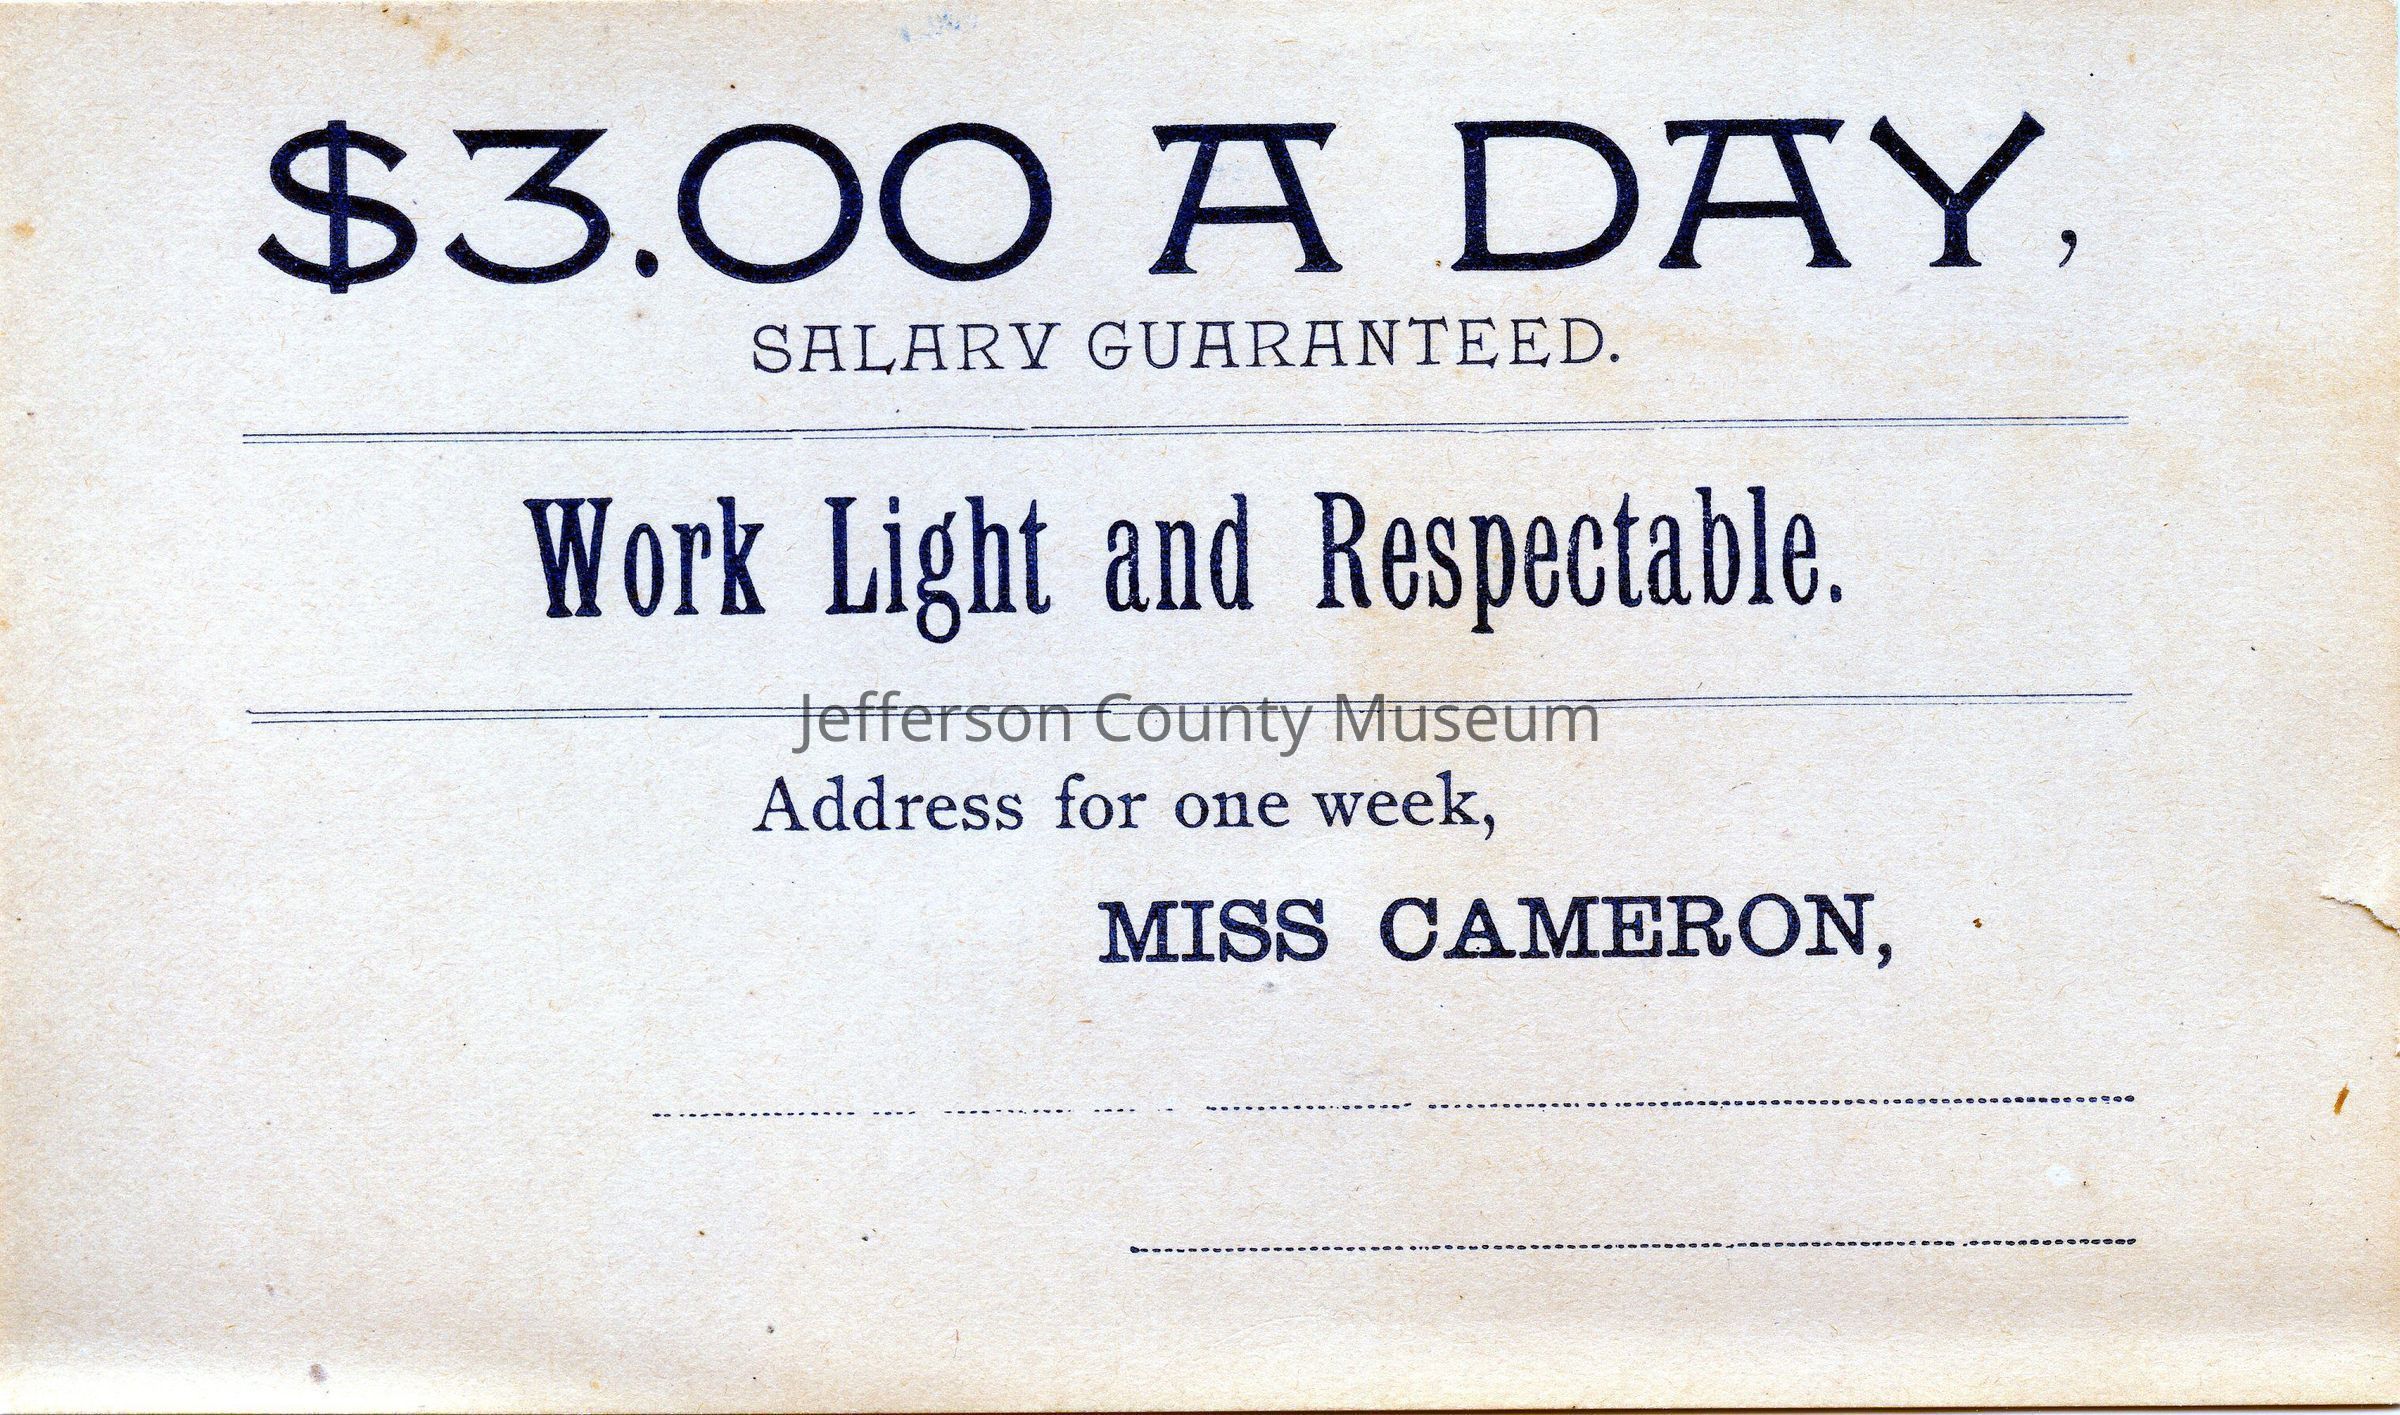 $3.00 A DAY,
SALARY GUARANTEED.
Work Light and Respectable.
Jefferson County Museum
Address for one week,
MISS CAMERON,